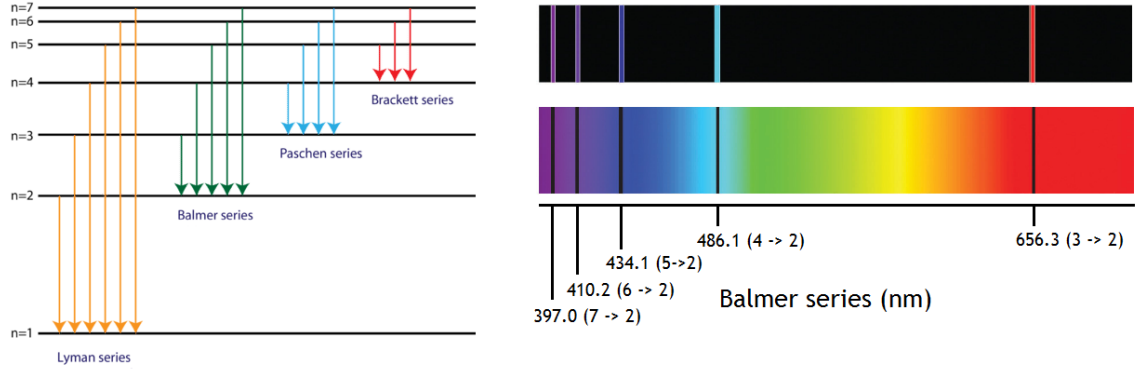 n=7
n=6
n=5
n=4
Brackett series
n=3
Paschen series
n=2
Balmer series
n=1
Lyman series
486.1 (4 -> 2)
656.3 (3 -> 2)
434.1 (5->2)
410.2 (6 -> 2)
Balmer series (nm)
397.0 (7 -> 2)